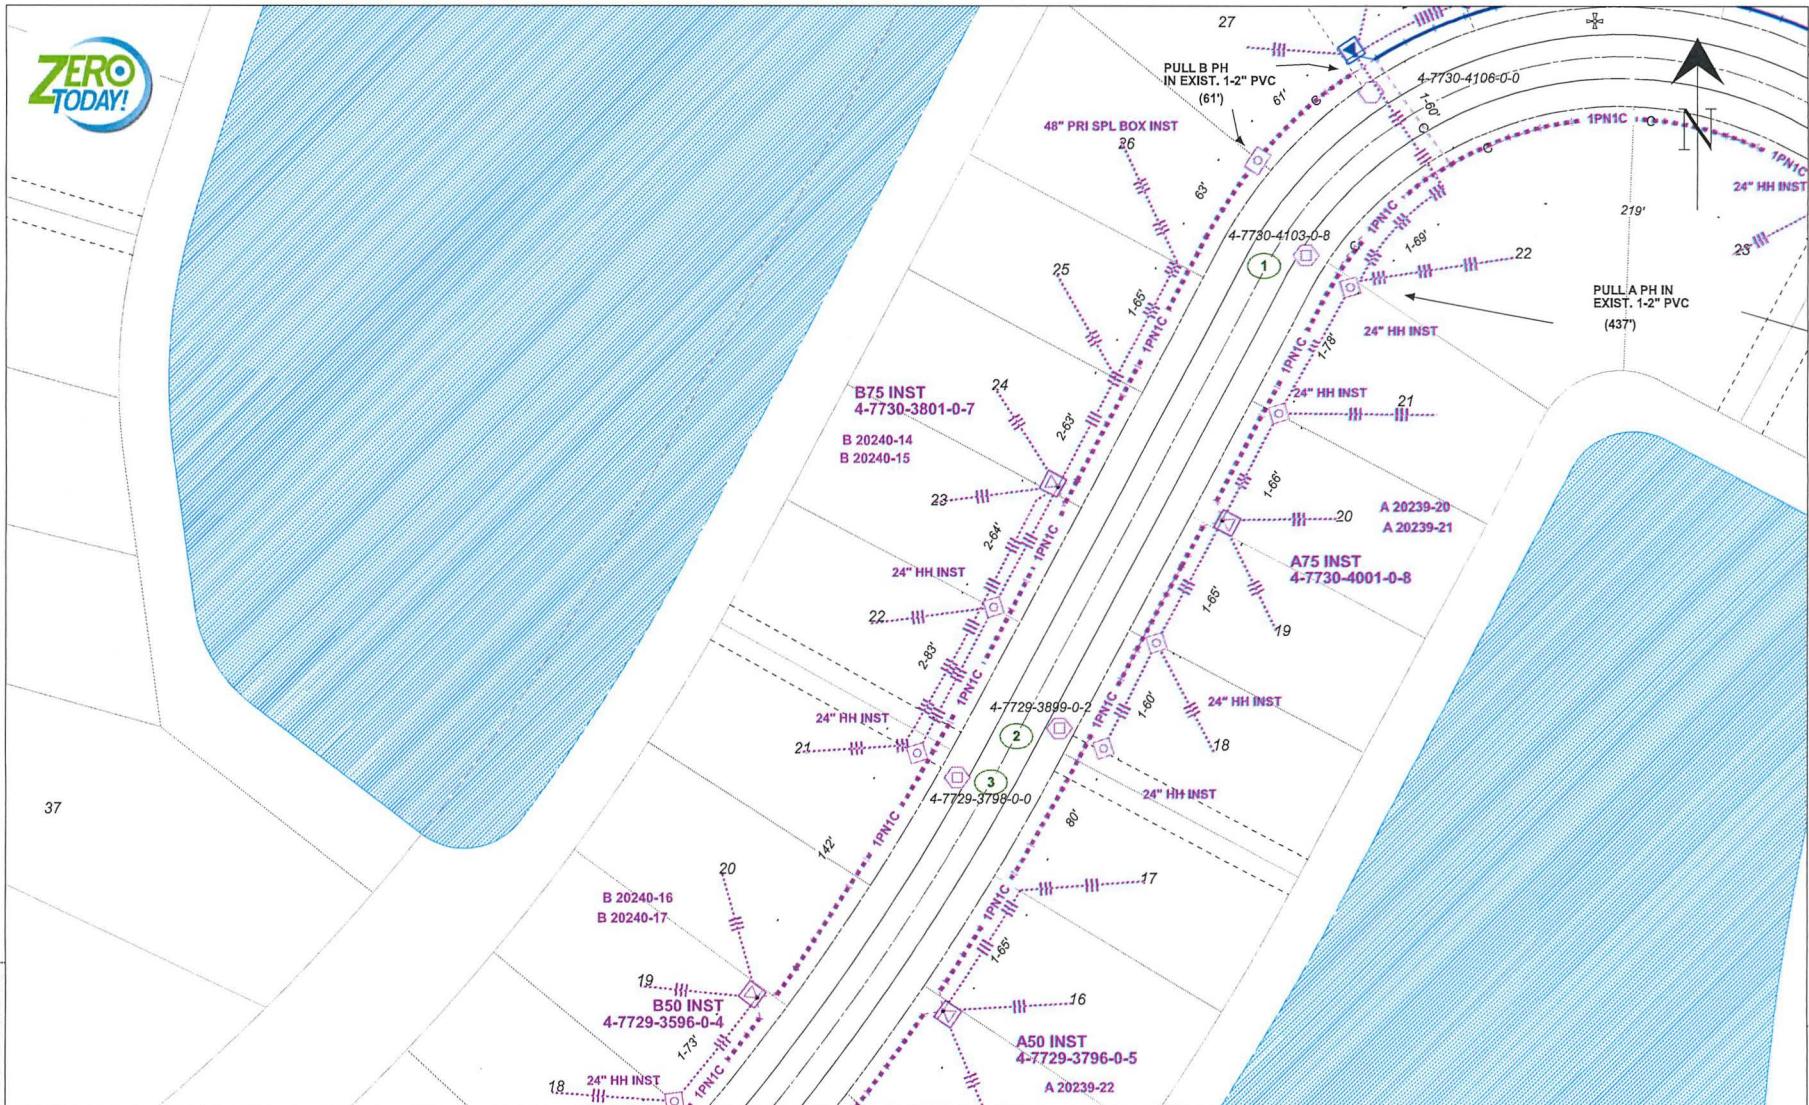 ZERO
TODAY!
27
PULL B PH
IN EXIST. 1-2" PVC
(61')
61'
C
4-7730-4106-0-0
1-60'
C
C
1PN1C
C
N
1PN1C
24" HH INST
48" PRI SPL BOX INST
26
63'
4-7730-4103-0-8
1
1PN1C
C
1-69'
22
219'
23
PULL A PH IN
EXIST. 1-2" PVC
(437')
25
1-65'
1PN1C
24" HH INST
1PN1C
1-78'
B75 INST
4-7730-3801-0-7
24
B 20240-14
B 20240-15
2-63'
24" HH INST
21
23
1-66'
A 20239-20
A 20239-21
20
2-64'
1PN1C
A75 INST
4-7730-4001-0-8
24" HH INST
22
1-65'
19
2-83'
1PN1C
24" HH INST
21
4-7729-3899-0-2
2
1PN1C
1-60'
24" HH INST
18
3
4-7729-3798-0-0
24" HH INST
37
142'
1PN1C
80'
20
B 20240-16
B 20240-17
1PN1C
17
1-65'
19
B50 INST
4-7729-3596-0-4
16
1-73'
A50 INST
4-7729-3796-0-5
18
24" HH INST
1PN1C
A 20239-22